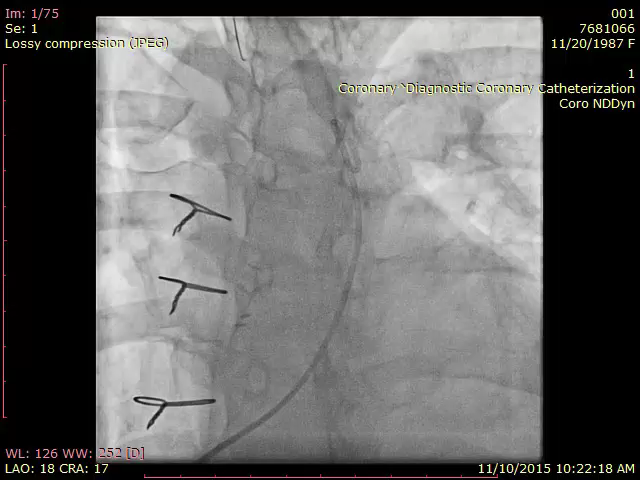 Im: 1/75
Se: 1
Lossy compression (JPEG)
001
7681066
11/20/1987 F
1
Coronary ^Diagnostic Coronary Catheterization
Coro NDDyn
WL: 126 WW: 252 [D]
LAO: 18 CRA: 17
11/10/2015 10:22:18 AM